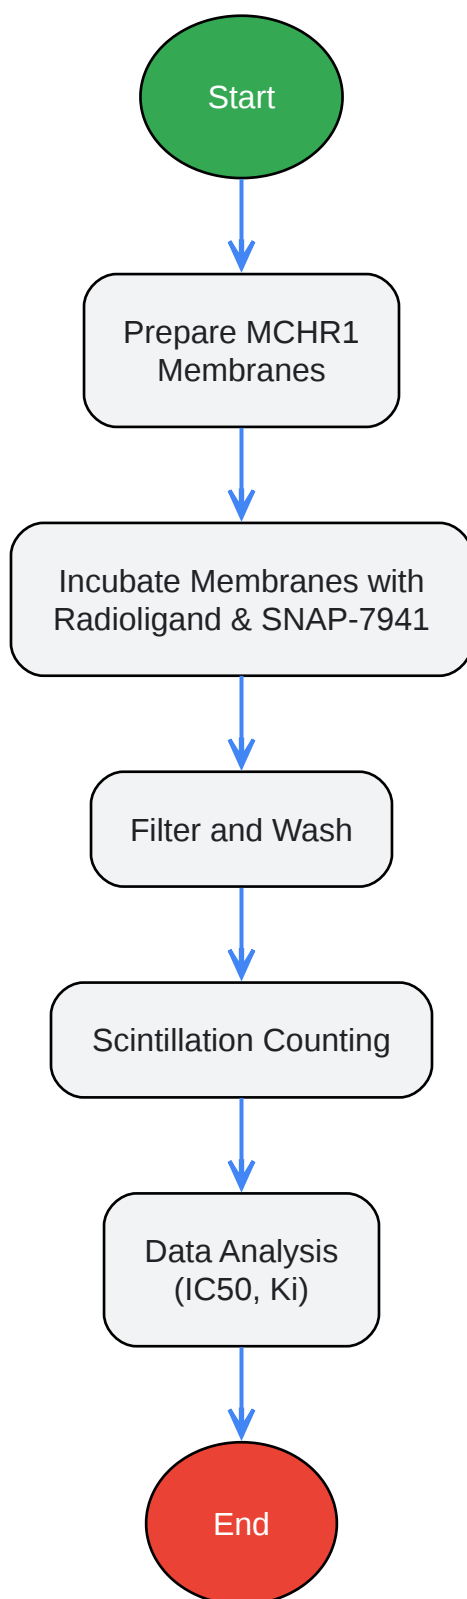 Start
Prepare MCHR1
Membranes
Incubate Membranes with
Radioligand & SNAP-7941
Filter and Wash
Scintillation Counting
Data Analysis
(IC50, Ki)
End